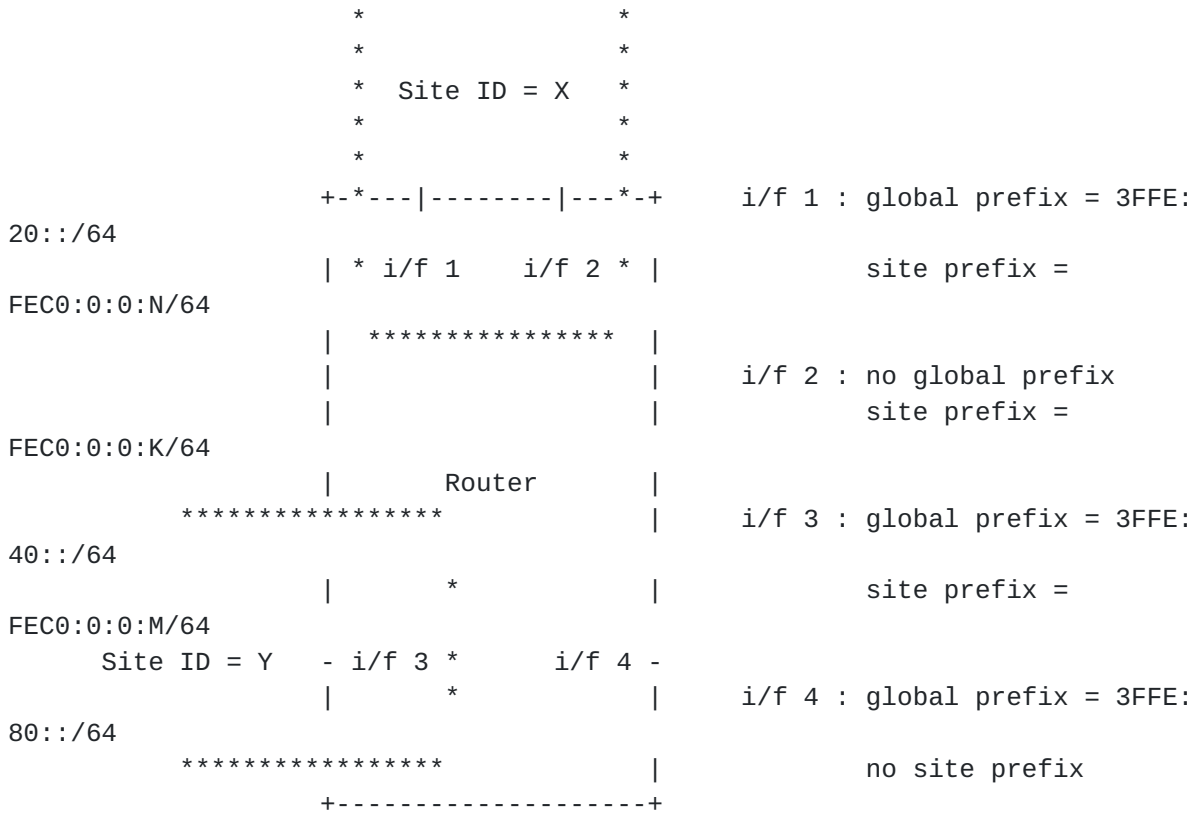 *                *
                      *                *
                      *  Site ID = X   *
                      *                *
                      *                *
                    +-*---|--------|---*-+     i/f 1 : global prefix = 3FFE:
20::/64
                    | * i/f 1    i/f 2 * |             site prefix =
FEC0:0:0:N/64
                    |  ****************  |
                    |                    |     i/f 2 : no global prefix
                    |                    |             site prefix =
FEC0:0:0:K/64
                    |       Router       |
           *****************             |     i/f 3 : global prefix = 3FFE:
40::/64
                    |       *            |             site prefix =
FEC0:0:0:M/64
      Site ID = Y   - i/f 3 *      i/f 4 -
                    |       *            |     i/f 4 : global prefix = 3FFE:
80::/64
           *****************             |             no site prefix
                    +--------------------+